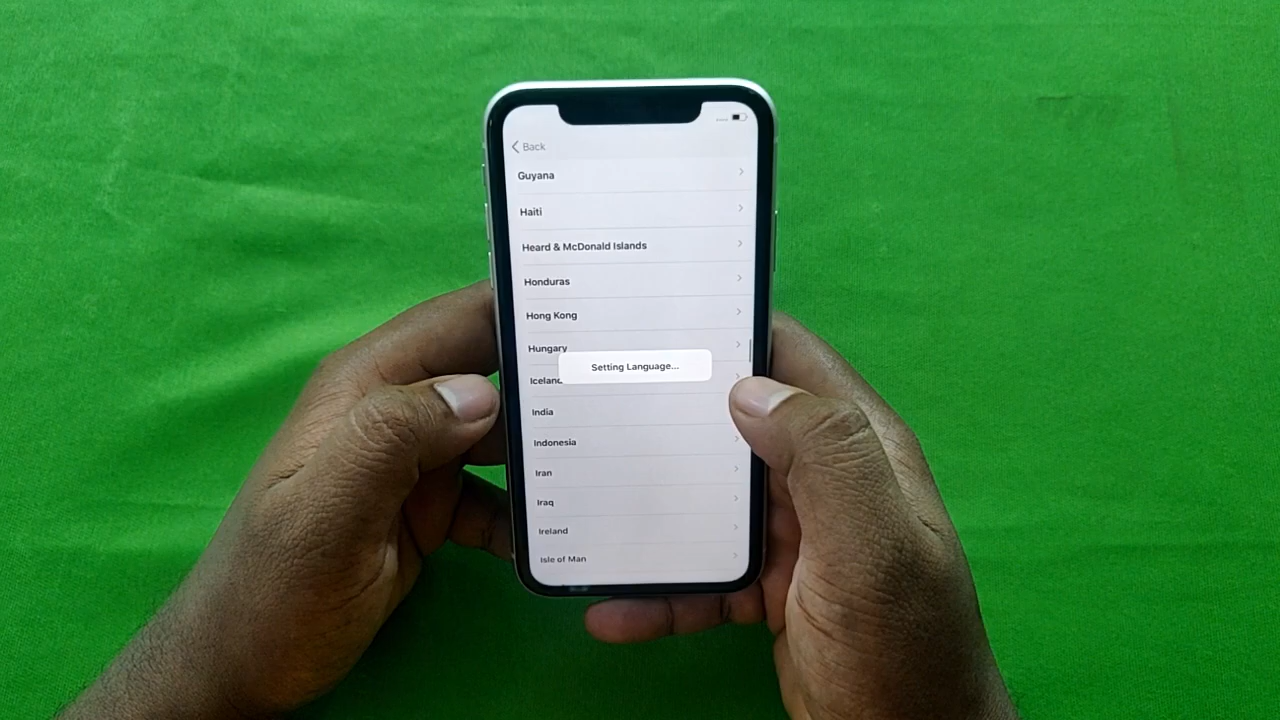 Back
Guyana
Haiti
Heard & McDonald Islands
Honduras
Hong Kong
Hungary
Setting Language...
Iceland
India
Indonesia
Iran
Iraq
Ireland
Isle of Man